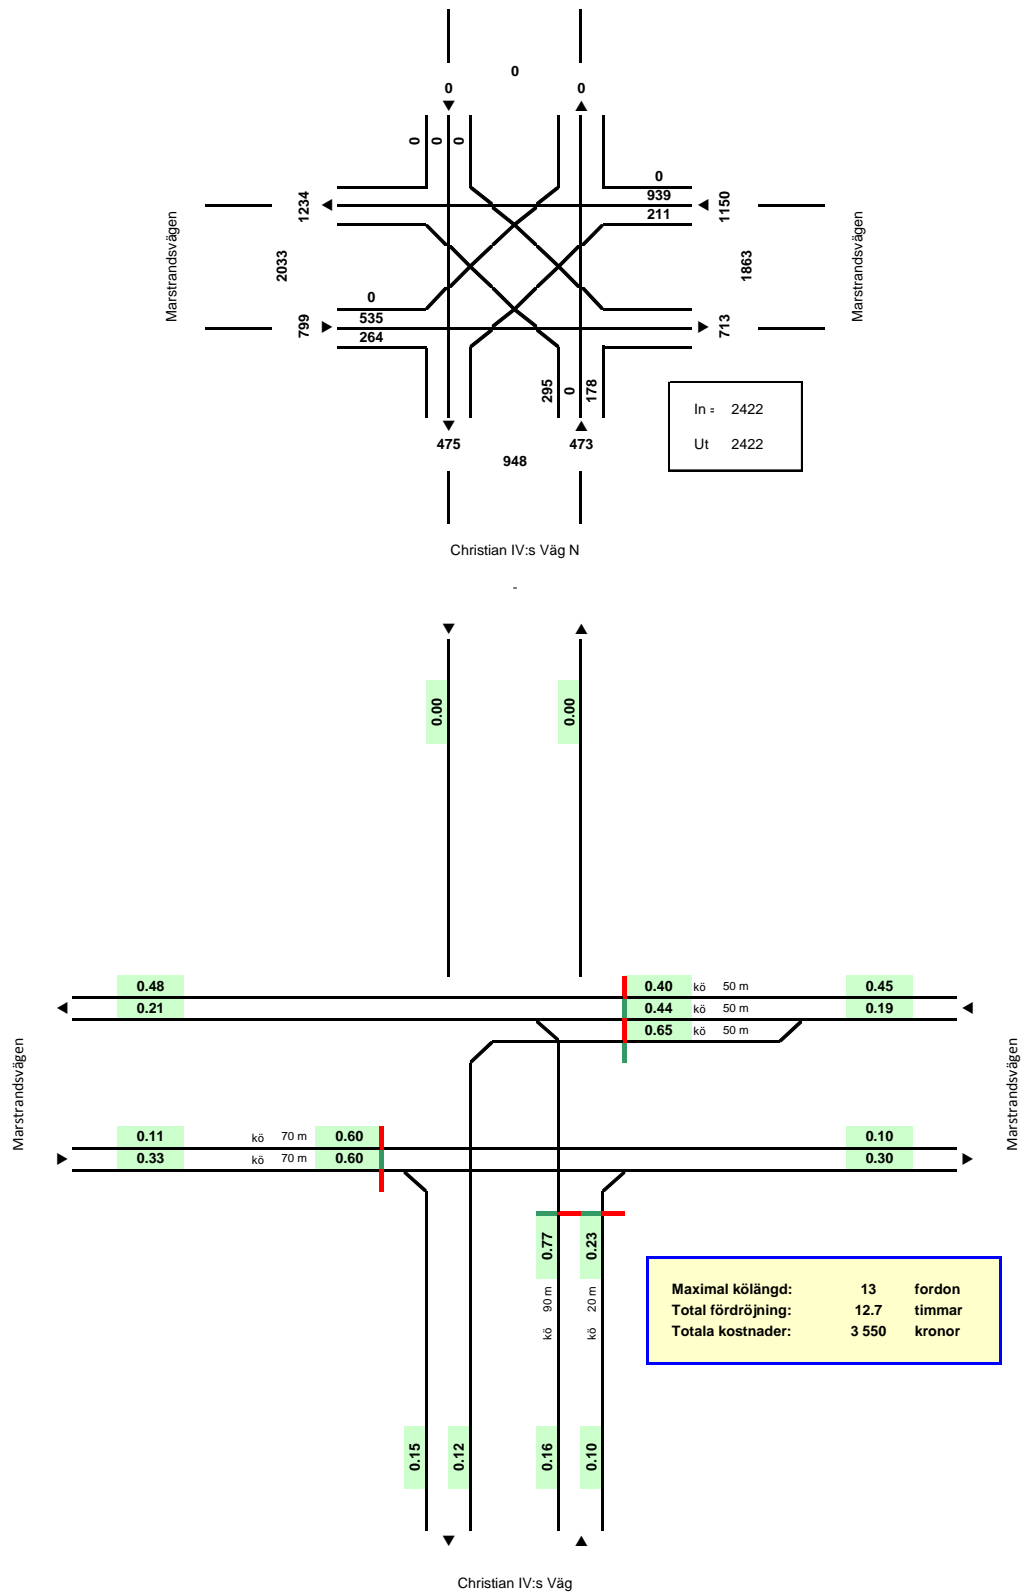 0
0 0
0 0 0
0
939
211
1234
1150
Marstrandsvägen
2033
1863
Marstrandsvägen
0
535
264
799
713
295 0 178
In = 2422
Ut 2422
475 473
948
Christian IV:s Väg N
-
0.00 0.00
0.48 0.40 kö 50 m 0.45
0.21 0.44 kö 50 m 0.19
0.65 kö 50 m
Marstrandsvägen
Marstrandsvägen
0.11 kö 70 m 0.60 0.10
0.33 kö 70 m 0.60 0.30
0.77 0.23
kö 90 m kö 20 m
Maximal kölängd: 13 fordon
Total fördröjning: 12.7 timmar
Totala kostnader: 3 550 kronor
0.15 0.12 0.16 0.10
Christian IV:s Väg